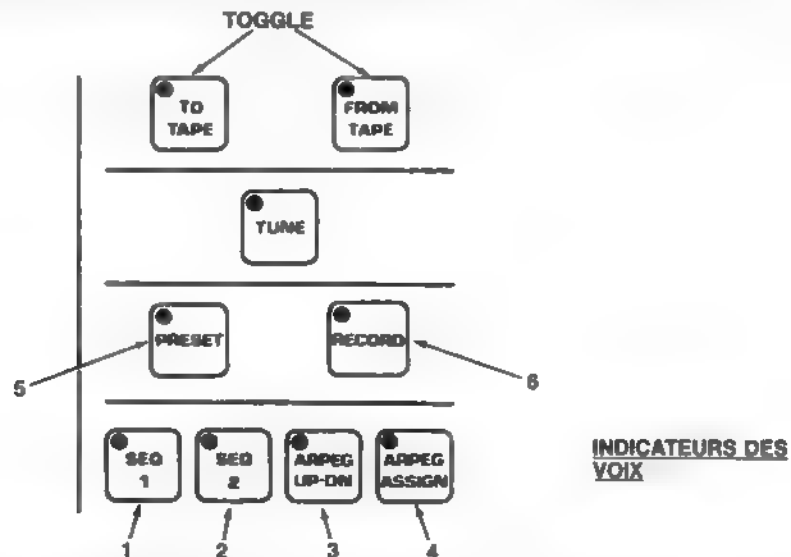 TOGGLE
TO
TAPE
FROM
TAPE
TUNE
PRESET
RECORD
5
6
SEQ
1
SEQ
2
ARPEG
UP-DN
ARPEG
ASSIGN
INDICATEURS DES
VOIX
1
2
3
4